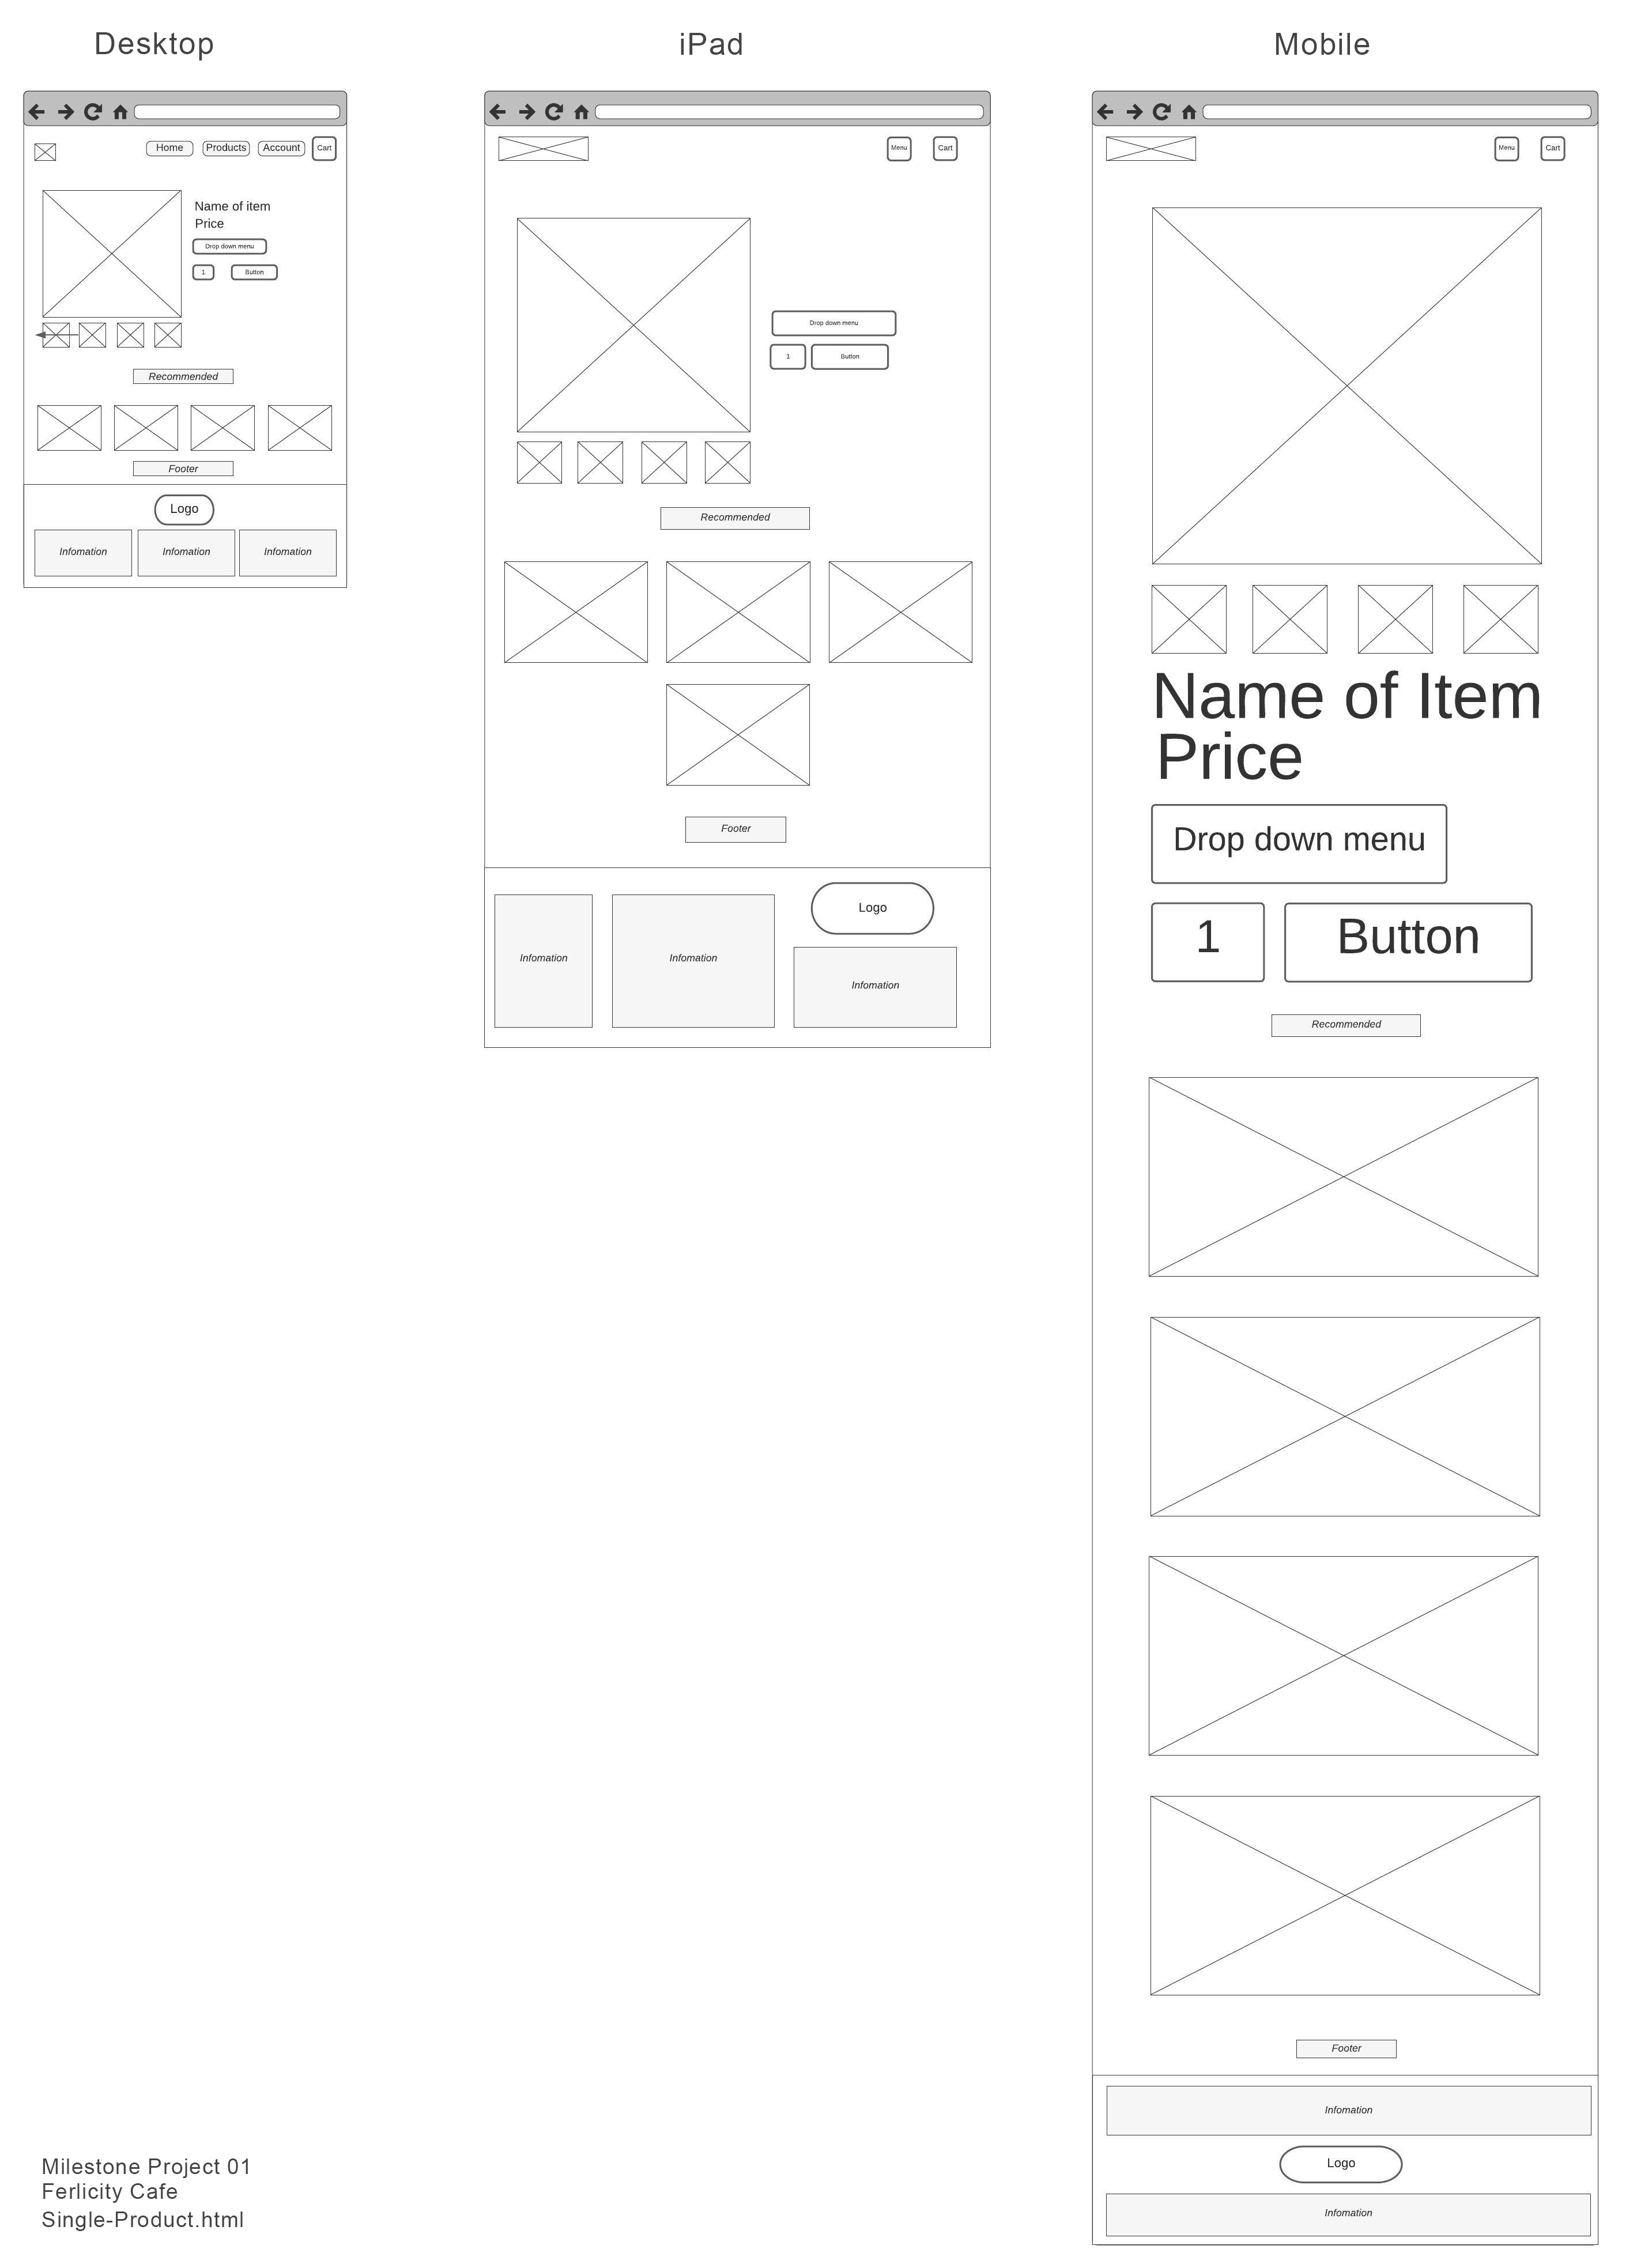 Desktop
iPad
Mobile
Home
Products
Account
Cart
Name of item
Price
Drop down menu
1
Button
Recommended
Footer
Logo
Infomation
Infomation
Infomation
Menu
Cart
Drop down menu
1
Button
Recommended
Footer
Infomation
Infomation
Logo
Infomation
Menu
Cart
Name of Item
Price
Drop down menu
1
Button
Recommended
Footer
Infomation
Logo
Infomation
Milestone Project 01
Ferlicity Cafe
Single-Product.html